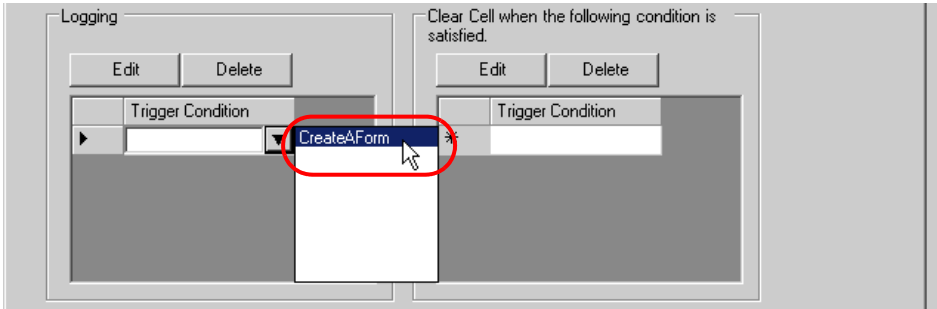 Logging
Edit
Delete
Trigger Condition
CreateAForm
Clear Cell when the following condition is
satisfied.
Edit
Delete
Trigger Condition